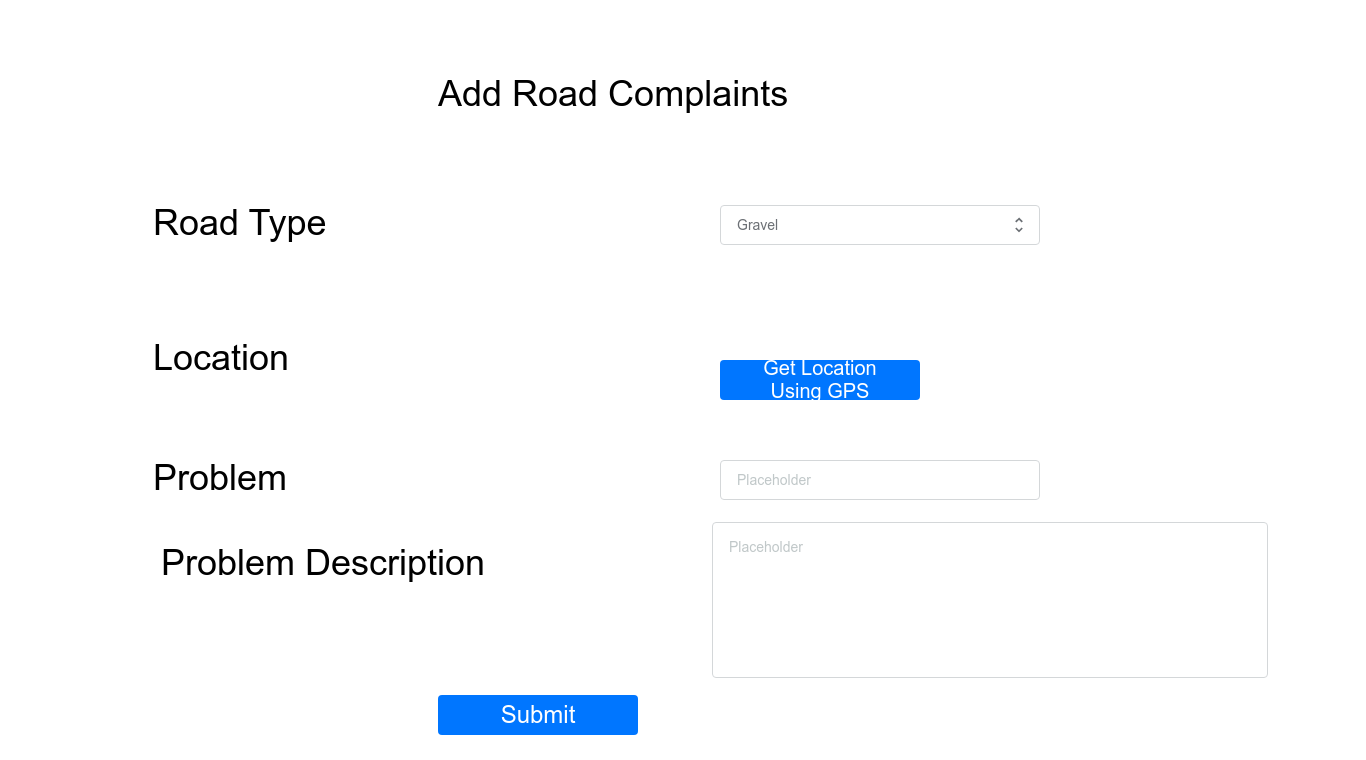 Add Road Complaints
Road Type
Gravel
Location
Get Location
Using GPS
Problem
Placeholder
Problem Description
Placeholder
Submit